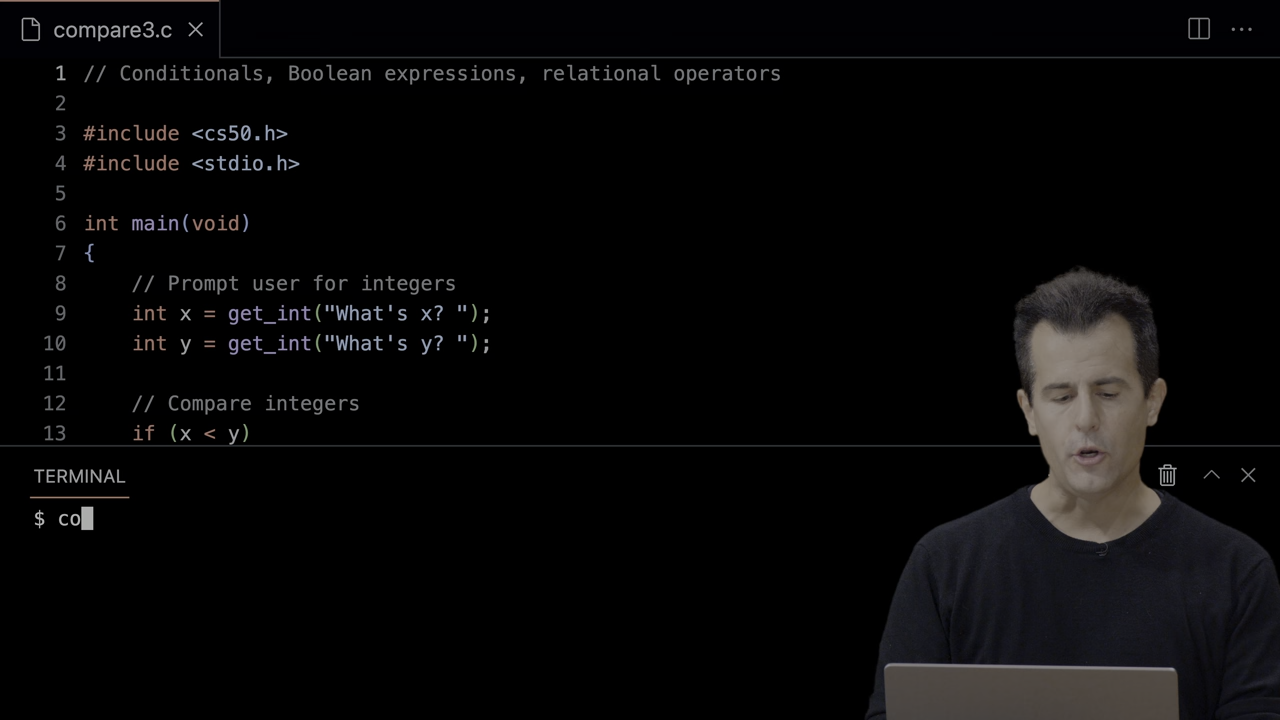 compare3.c
1 // Conditionals, Boolean expressions, relational operators
2
3 #include <cs50.h>
4 #include <stdio.h>
5
6 int main(void)
7 {
8 // Prompt user for integers
9 int x = get_int("What's x? ");
10 int y = get_int("What's y? ");
11
12 // Compare integers
13 if (x < y)
TERMINAL
$ co